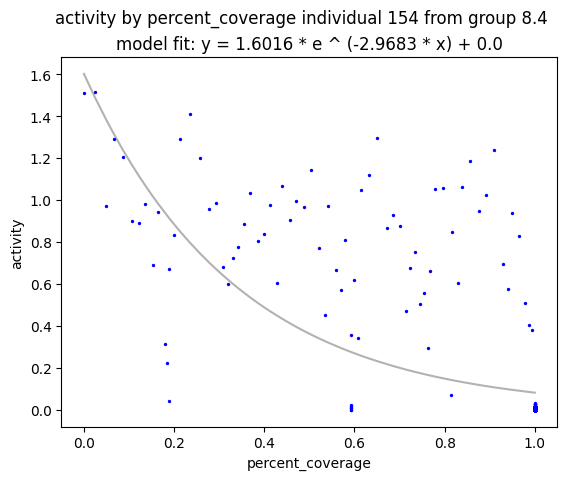 activity by percent_coverage individual 154 from group 8.4
model fit: y = 1.6016 * e ^ (-2.9683 * x) + 0.0
1.6
1.4
1.2
1.0
0.8
0.6
0.4
0.2
0.0
activity
0.0 0.2 0.4 0.6 0.8 1.0
percent_coverage